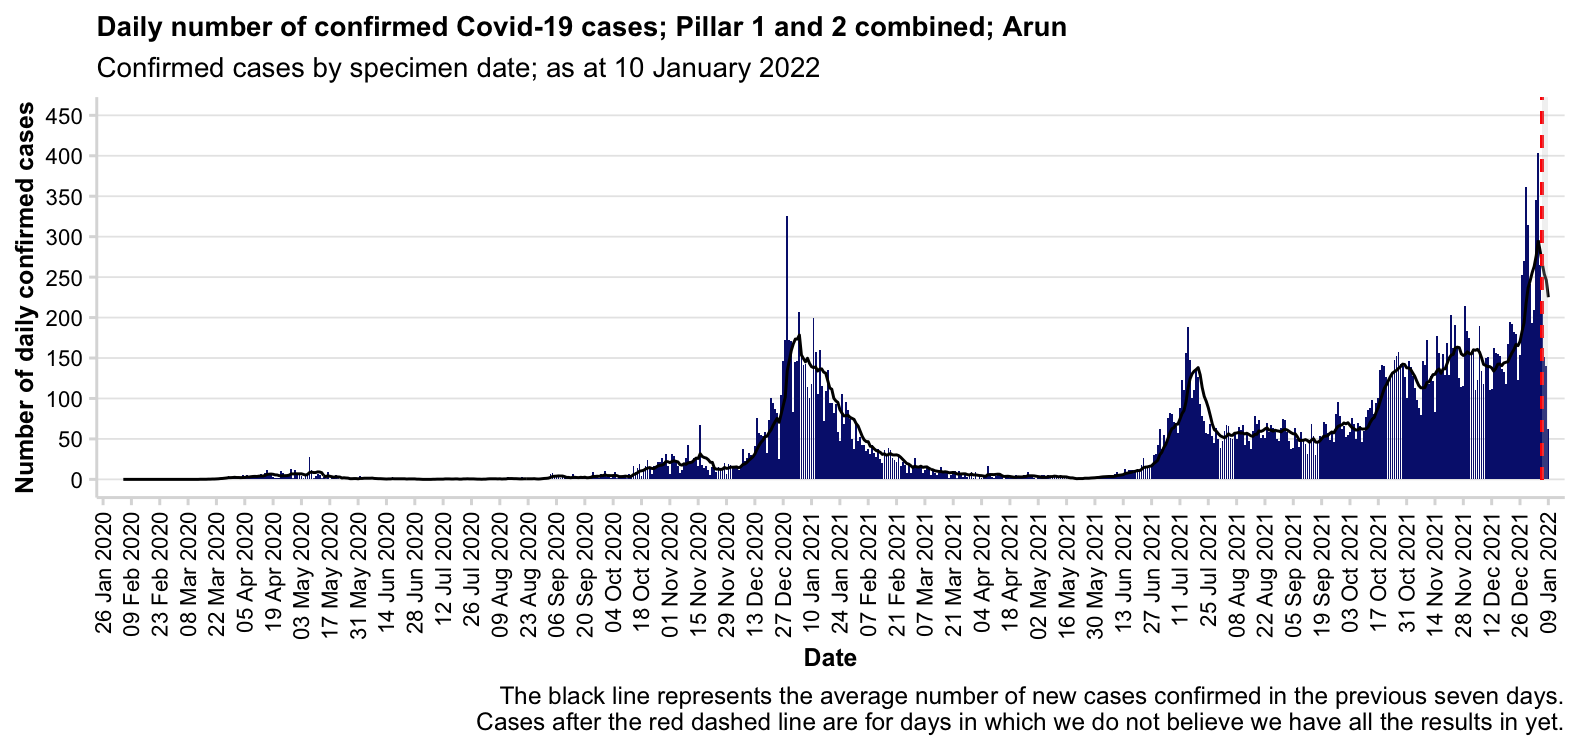 Daily number of confirmed Covid-19 cases; Pillar 1 and 2 combined; Arun
Confirmed cases by specimen date; as at 10 January 2022
Number of daily confirmed cases
450
400
350
300
250
200
150
100
50
0
26 Jan 2020
09 Feb 2020
23 Feb 2020
08 Mar 2020
22 Mar 2020
05 Apr 2020
19 Apr 2020
03 May 2020
17 May 2020
31 May 2020
14 Jun 2020
28 Jun 2020
12 Jul 2020
26 Jul 2020
09 Aug 2020
23 Aug 2020
06 Sep 2020
20 Sep 2020
04 Oct 2020
18 Oct 2020
01 Nov 2020
15 Nov 2020
29 Nov 2020
13 Dec 2020
27 Dec 2020
10 Jan 2021
24 Jan 2021
07 Feb 2021
21 Feb 2021
07 Mar 2021
21 Mar 2021
04 Apr 2021
18 Apr 2021
02 May 2021
16 May 2021
30 May 2021
13 Jun 2021
27 Jun 2021
11 Jul 2021
25 Jul 2021
08 Aug 2021
22 Aug 2021
05 Sep 2021
19 Sep 2021
03 Oct 2021
17 Oct 2021
31 Oct 2021
14 Nov 2021
28 Nov 2021
12 Dec 2021
26 Dec 2021
09 Jan 2022
Date
The black line represents the average number of new cases confirmed in the previous seven days.
Cases after the red dashed line are for days in which we do not believe we have all the results in yet.